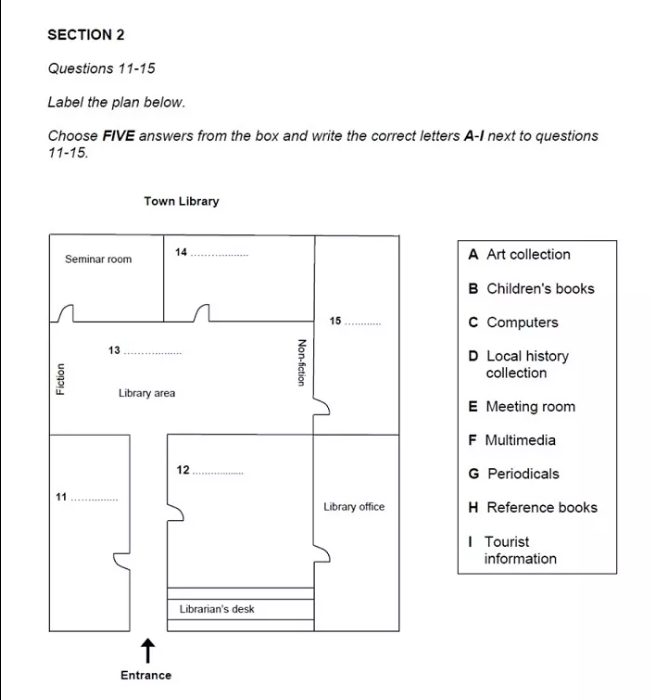 SECTION 2
Questions 11-15
Label the plan below.
Choose FIVE answers from the box and write the correct letters A-I next to questions
11-15.
Town Library
Seminar room
14 ..................
15 ............
13 ..................
Fiction
Non-fiction
Library area
11 ...............
12 ................
Library office
Librarian's desk
Entrance
A Art collection
B Children's books
C Computers
D Local history
collection
E Meeting room
F Multimedia
G Periodicals
H Reference books
I Tourist
information